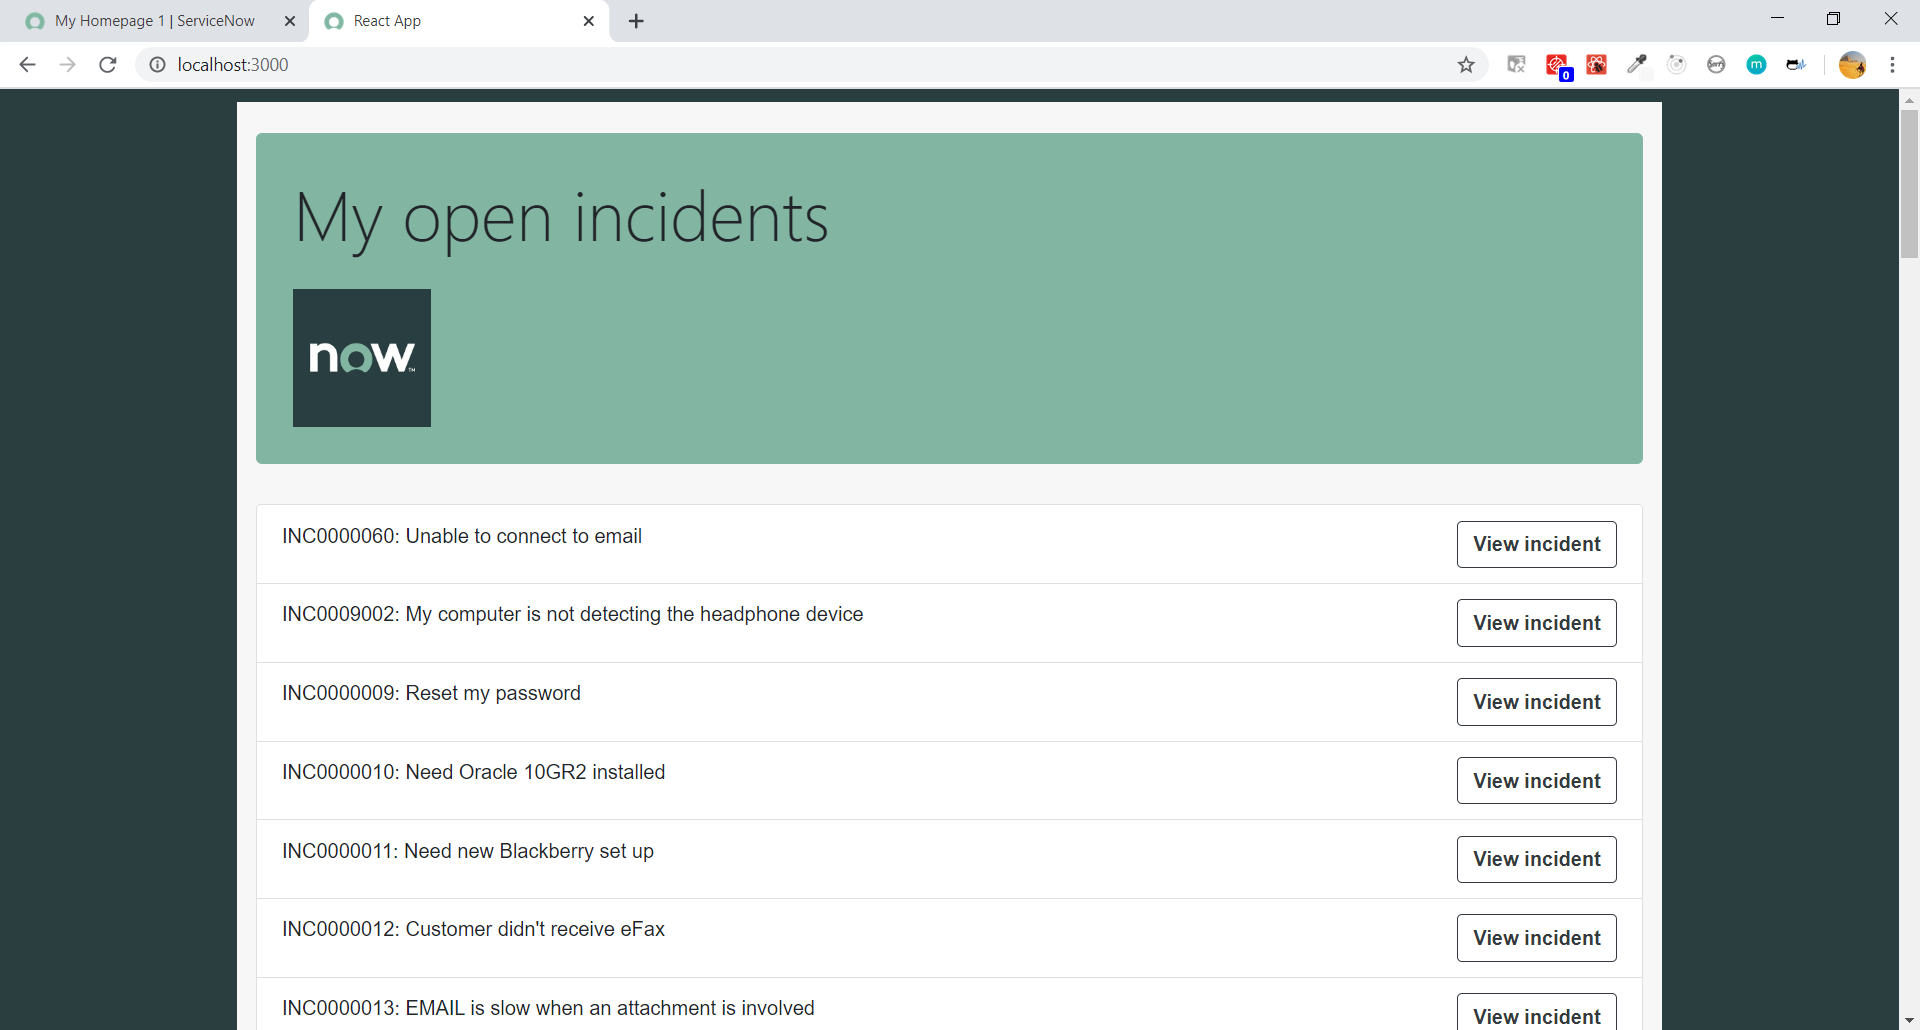 My Homepage 1 | ServiceNow
React App
localhost:3000
0
m
My open incidents
now™
INC0000060: Unable to connect to email
View incident
INC0009002: My computer is not detecting the headphone device
View incident
INC0000009: Reset my password
View incident
INC0000010: Need Oracle 10GR2 installed
View incident
INC0000011: Need new Blackberry set up
View incident
INC0000012: Customer didn't receive eFax
View incident
INC0000013: EMAIL is slow when an attachment is involved
View incident